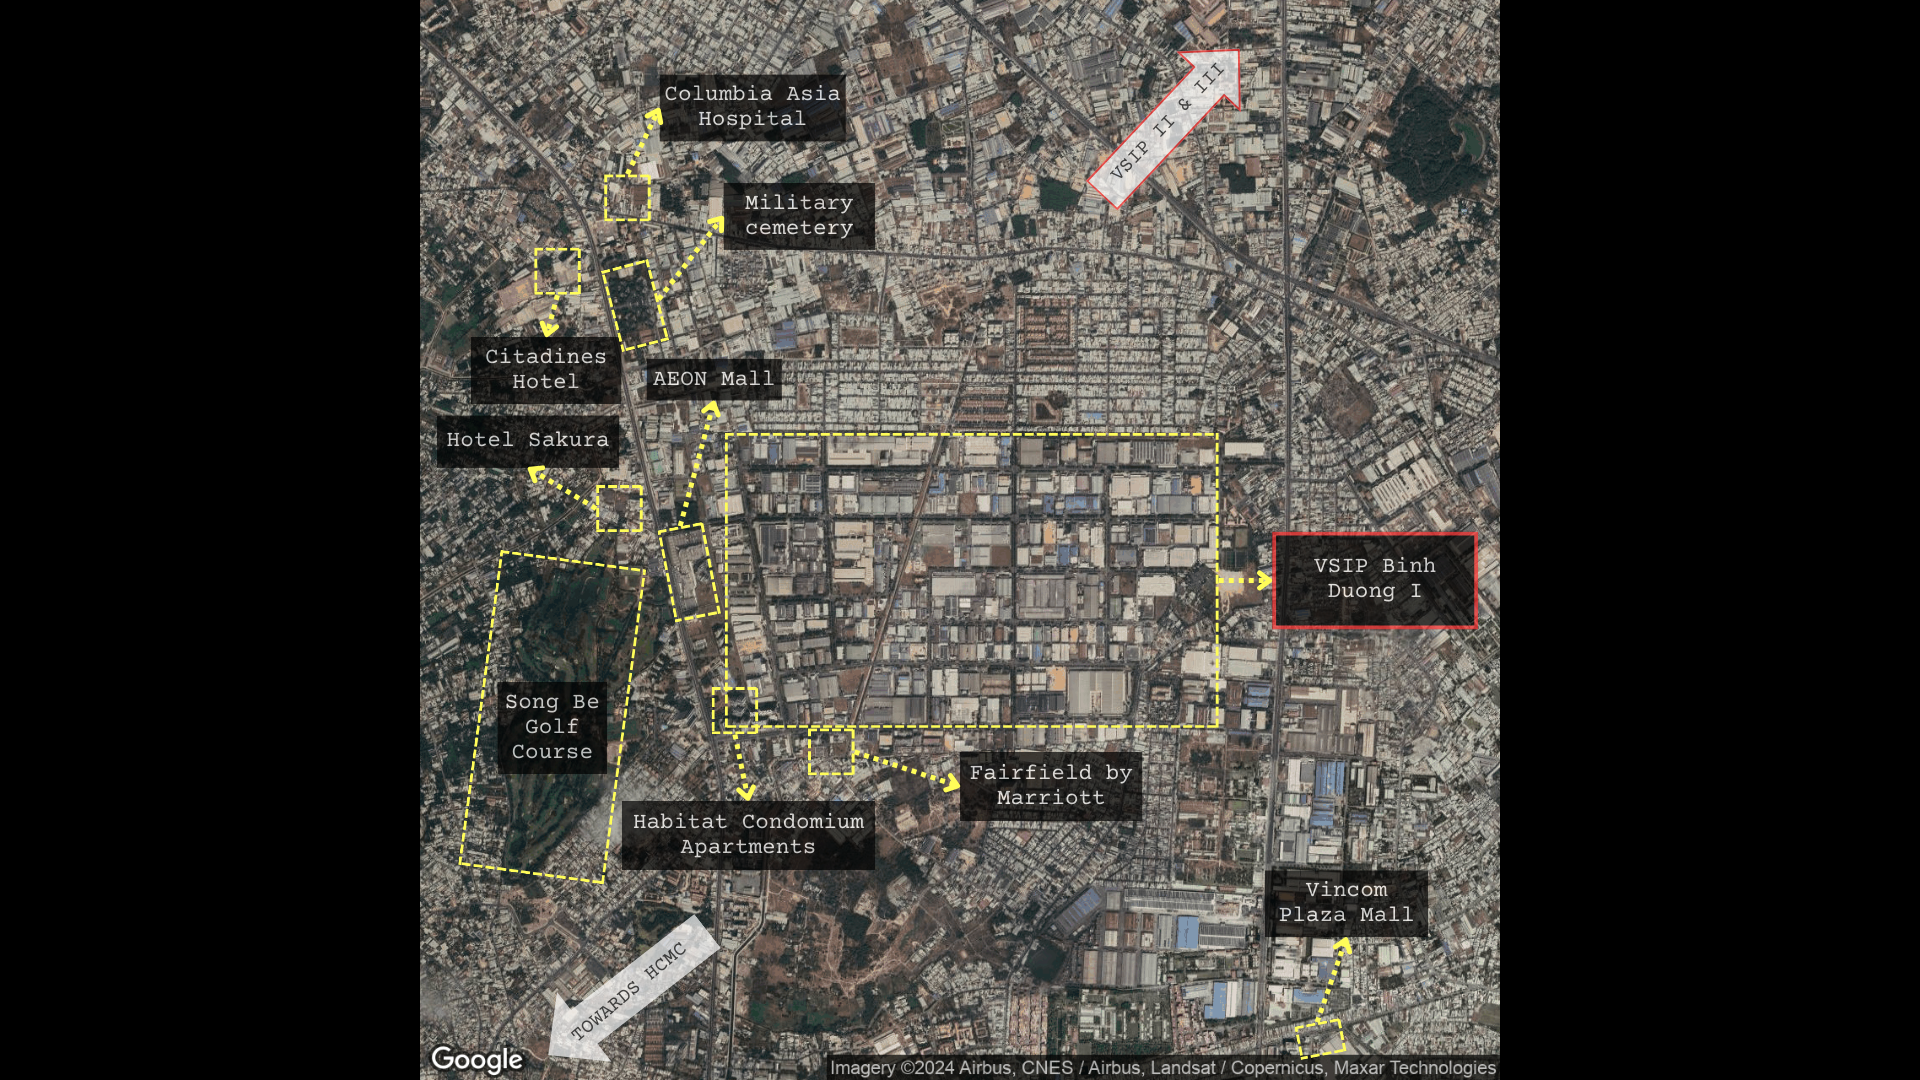 Columbia Asia
Hospital
VSIP II & III
Military
cemetery
Citadines
Hotel
AEON Mall
Hotel Sakura
VSIP Binh
Duong I
Song Be
Golf
Course
Fairfield by
Marriott
Habitat Condomium
Apartments
Vincom
Plaza Mall
TOWARDS HCMC
Google
Imagery ©2024 Airbus, CNES / Airbus, Landsat / Copernicus, Maxar Technologies